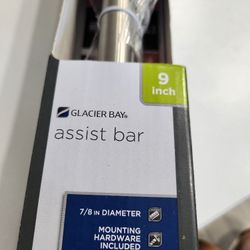 9
inch
GLACIER BAY®
assist bar
7/8 IN DIAMETER
MOUNTING
HARDWARE
INCLUDED